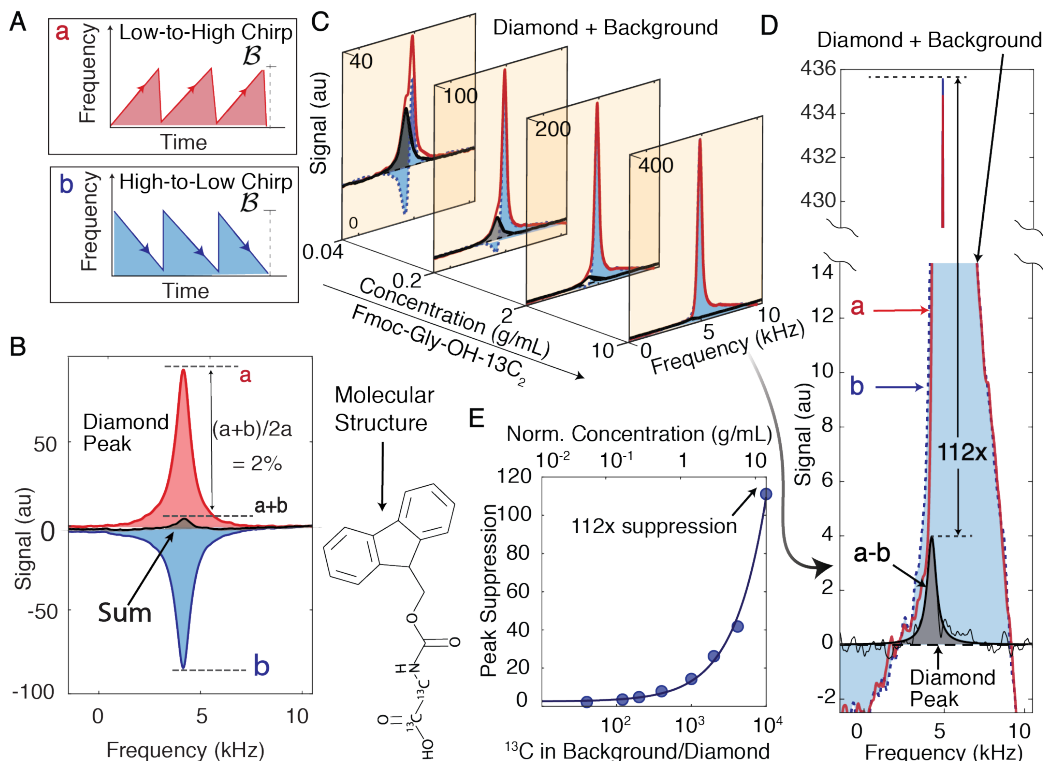 A
a
Low-to-High Chirp
B
Frequency
Time
b
High-to-Low Chirp
B
Frequency
Time
B
a
Diamond
Peak
(a+b)/2a
= 2%
a+b
Sum
b
50
0
-50
-100
Signal (au)
0
5
10
Frequency (kHz)
Molecular
Structure
O
O
H
N
13C
13C
O
HO
C
Diamond + Background
Signal (au)
40
0
100
200
400
0.04
0.2
2
10
Concentration (g/mL)
Fmoc-Gly-OH-13C2
0
5
10
Frequency (kHz)
D
Diamond + Background
436
434
432
430
14
12
10
8
6
4
2
0
-2
Signal (au)
a
b
112x
a-b
Diamond
Peak
0
5
10
Frequency (kHz)
E
Norm. Concentration (g/mL)
10-2
10-1
1
10
120
100
80
60
40
20
0
Peak Suppression
112x suppression
10²
10³
10⁴
¹³C in Background/Diamond